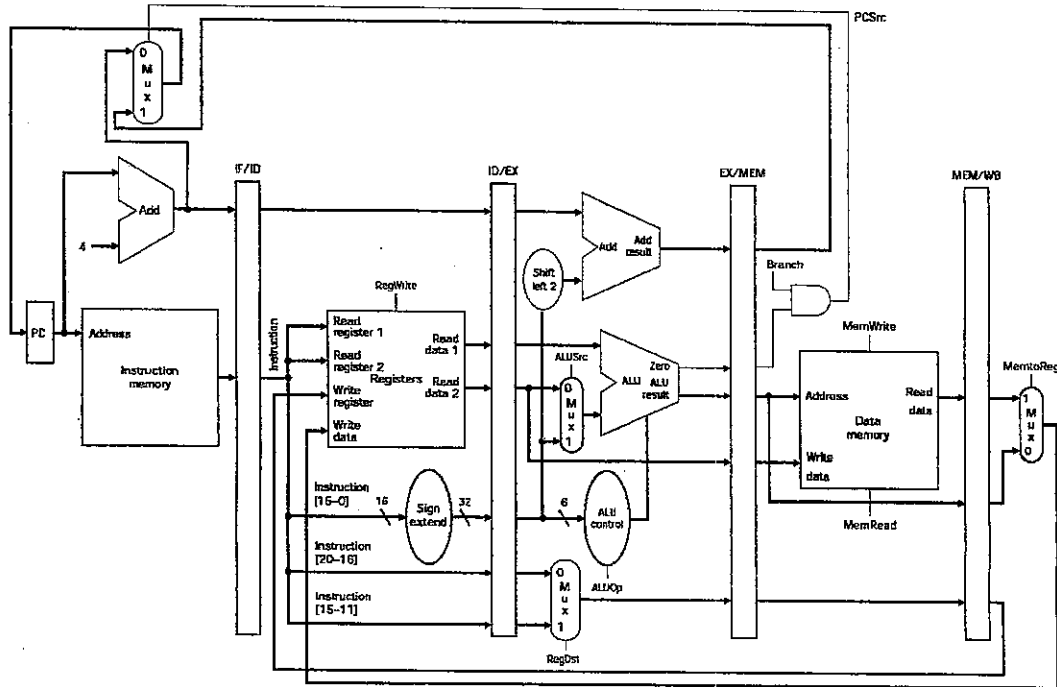 PCSrc
0
M
u
x
1
IF/ID
ID/EX
EX/MEM
MEM/WB
Add
4
Add
Add
result
Shift
left 2
Branch
RegWrite
PC
Address
Instruction
memory
Instruction
Read
register 1
Read
register 2
Write
register
Write
data
Registers
Read
data 1
Read
data 2
ALUSrc
0
M
u
x
1
Zero
ALU
ALU
result
MemWrite
Address
Read
data
Data
memory
Write
data
MemRead
MemtoReg
1
M
u
x
0
Instruction
[15–0]
16
Sign
extend
32
6
ALU
control
ALUOp
Instruction
[20–16]
Instruction
[15–11]
0
M
u
x
1
RegDst